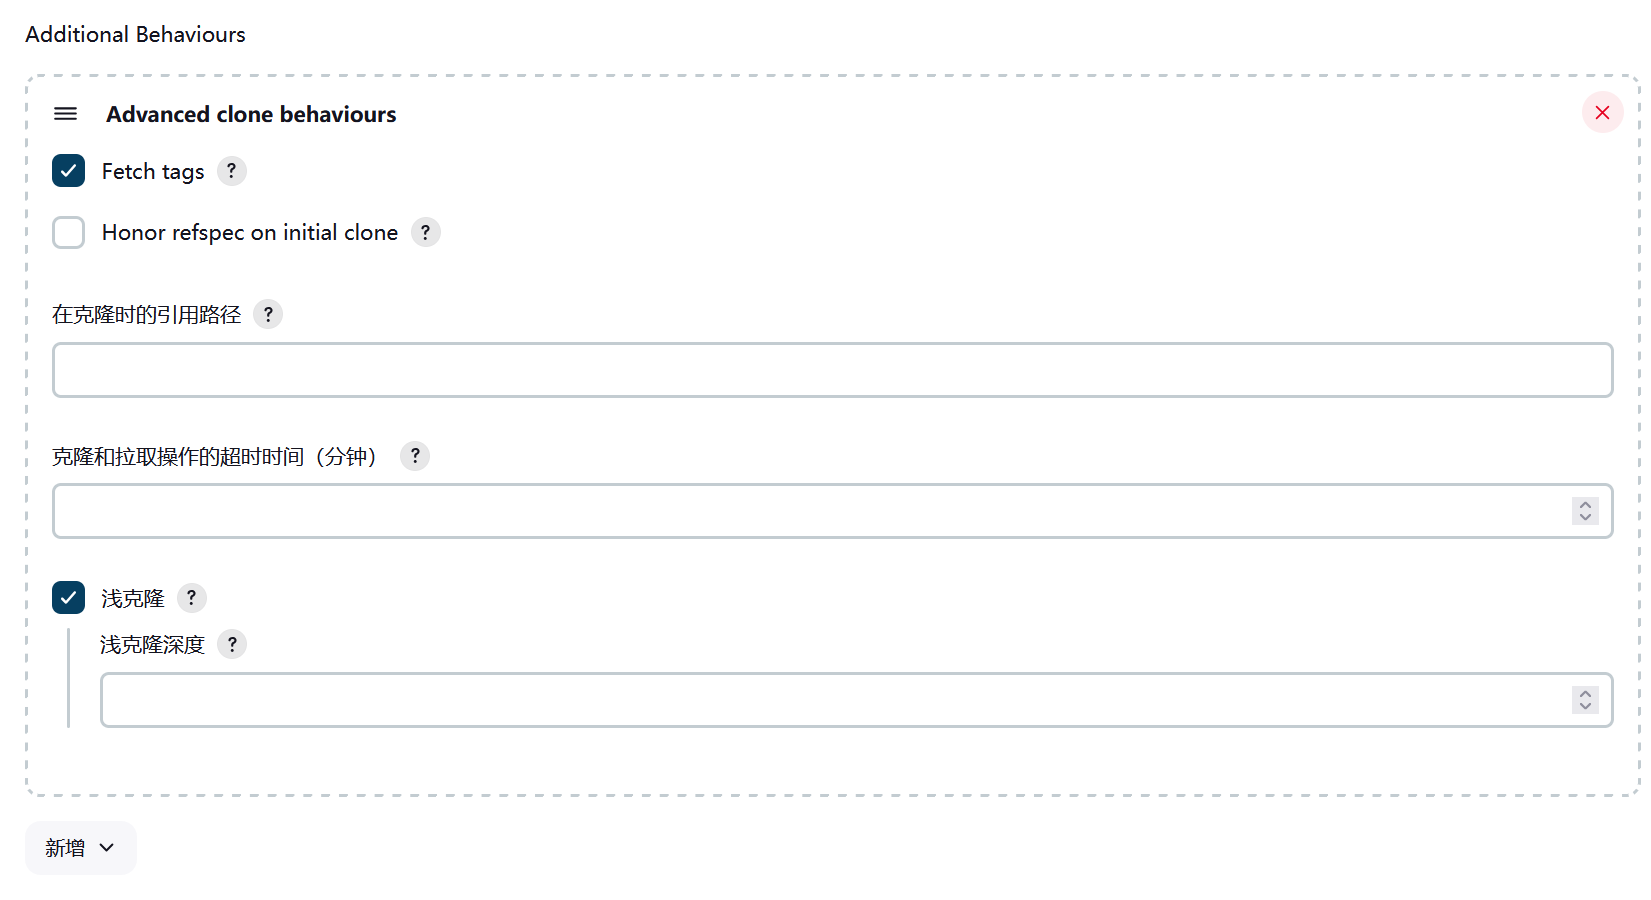 Additional Behaviours
Advanced clone behaviours
Fetch tags ?
Honor refspec on initial clone ?
在克隆时的引用路径 ?
克隆和拉取操作的超时时间（分钟） ?
浅克隆 ?
浅克隆深度 ?
新增